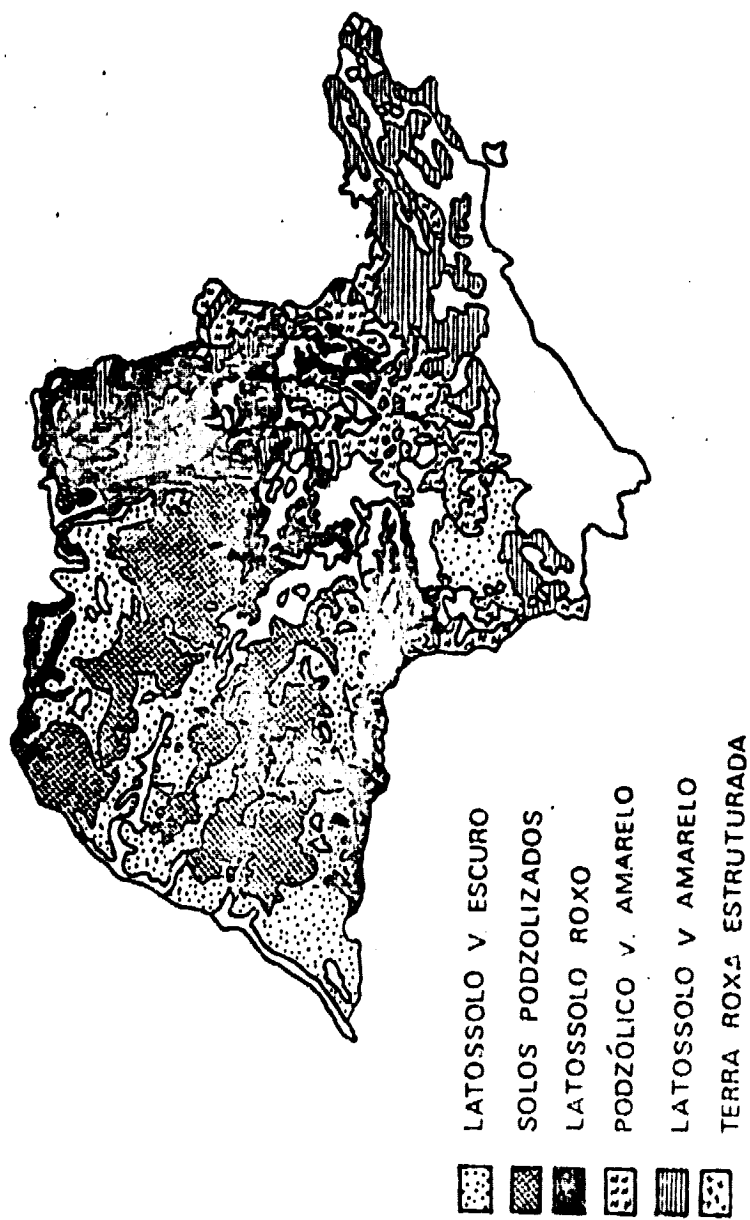 LATOSSOLO V. ESCURO
SOLOS PODZOLIZADOS
LATOSSOLO ROXO
PODZÓLICO V. AMARELO
LATOSSOLO V AMARELO
TERRA ROXA ESTRUTURADA